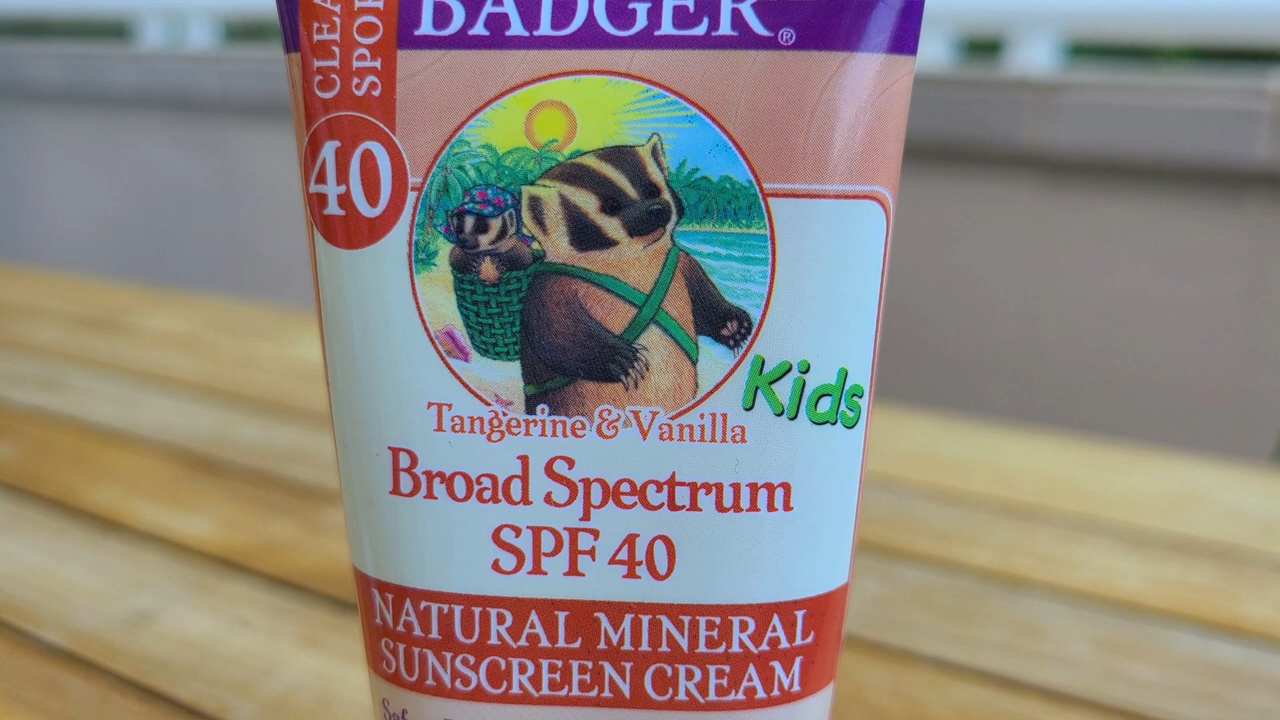 BADGER®
40
Kids
Tangerine & Vanilla
Broad Spectrum
SPF 40
NATURAL MINERAL
SUNSCREEN CREAM